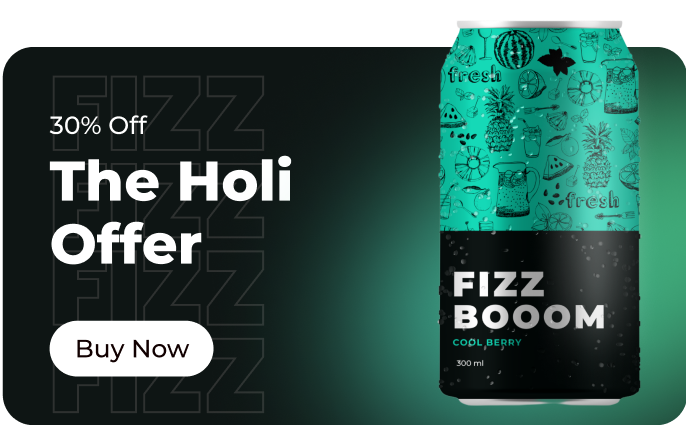 FIZZ
FIZZ
FIZZ
FIZZ
30% Off
The Holi
Offer
Buy Now
fresh
fresh
FIZZ
BOOOM
COOL BERRY
300 ml